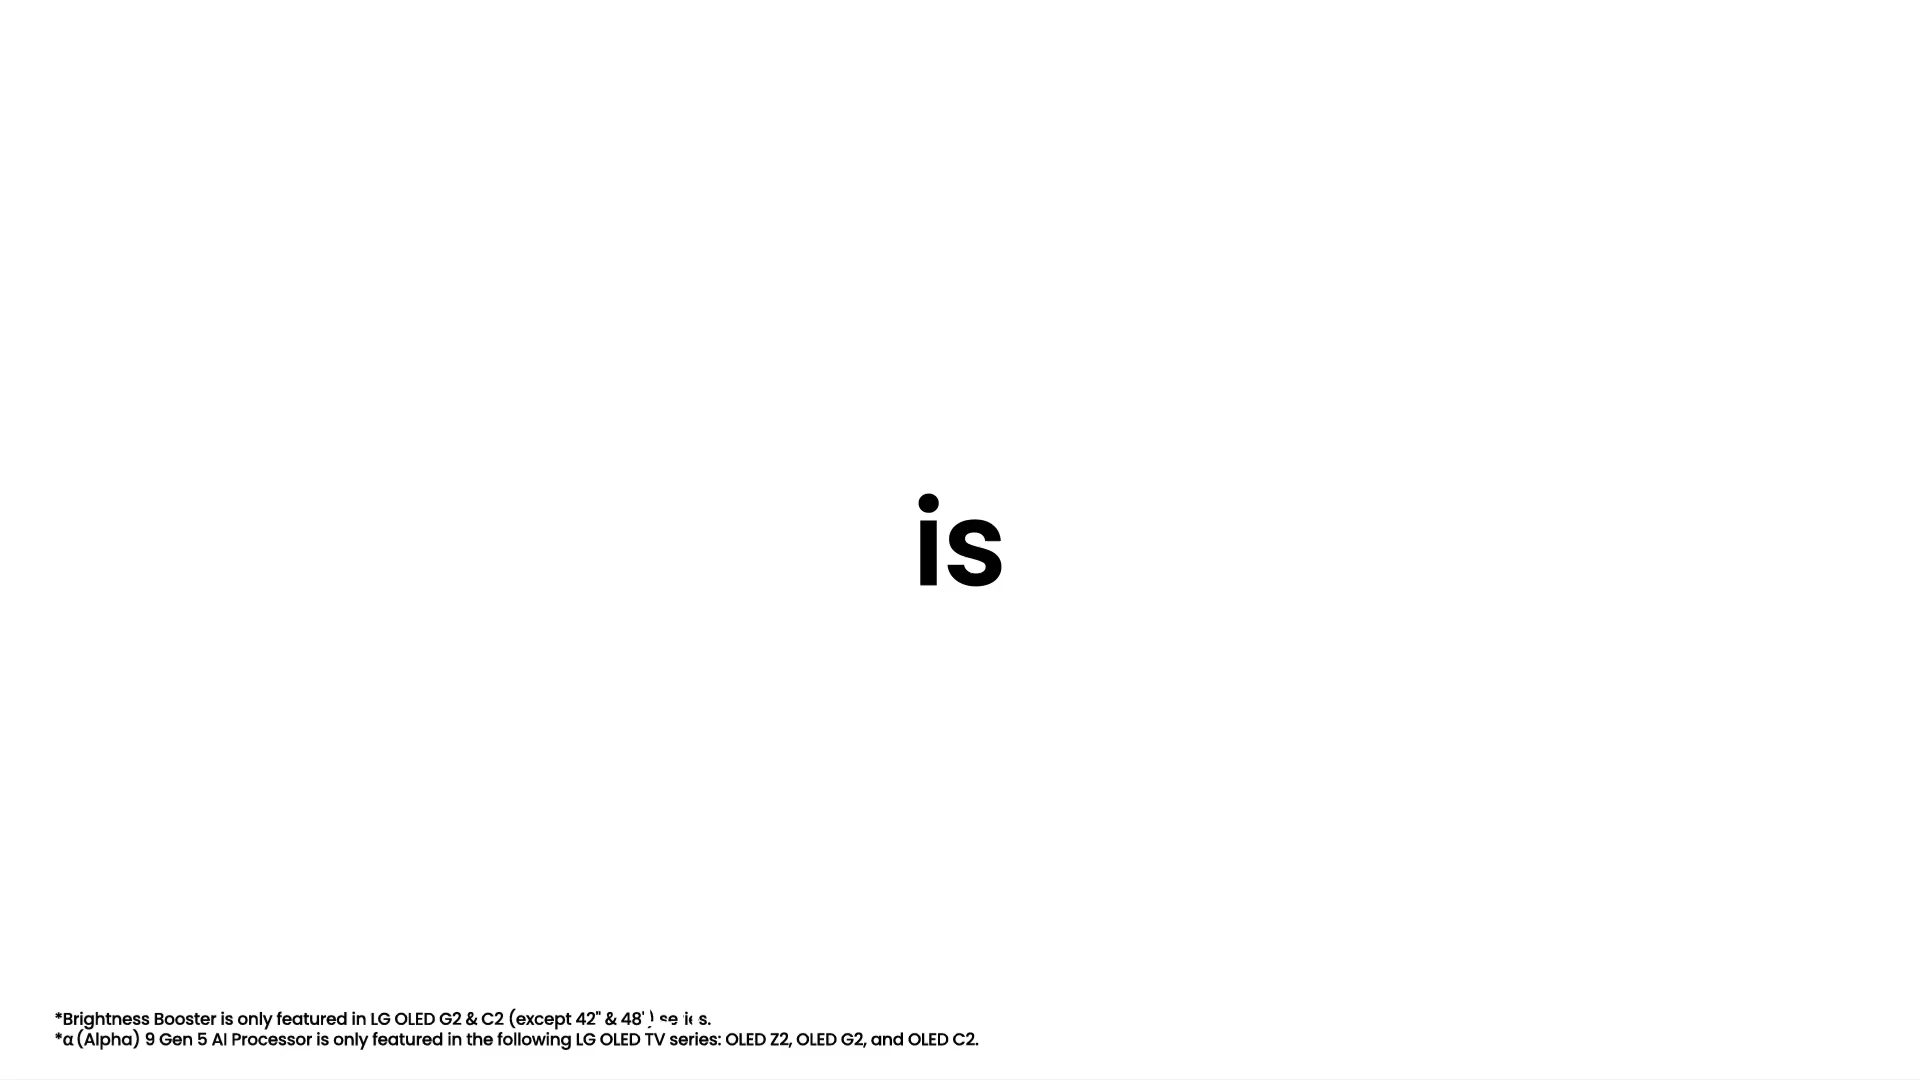 is
*Brightness Booster is only featured in LG OLED G2 & C2 (except 42" & 48") series.
*α (Alpha) 9 Gen 5 AI Processor is only featured in the following LG OLED TV series: OLED Z2, OLED G2, and OLED C2.